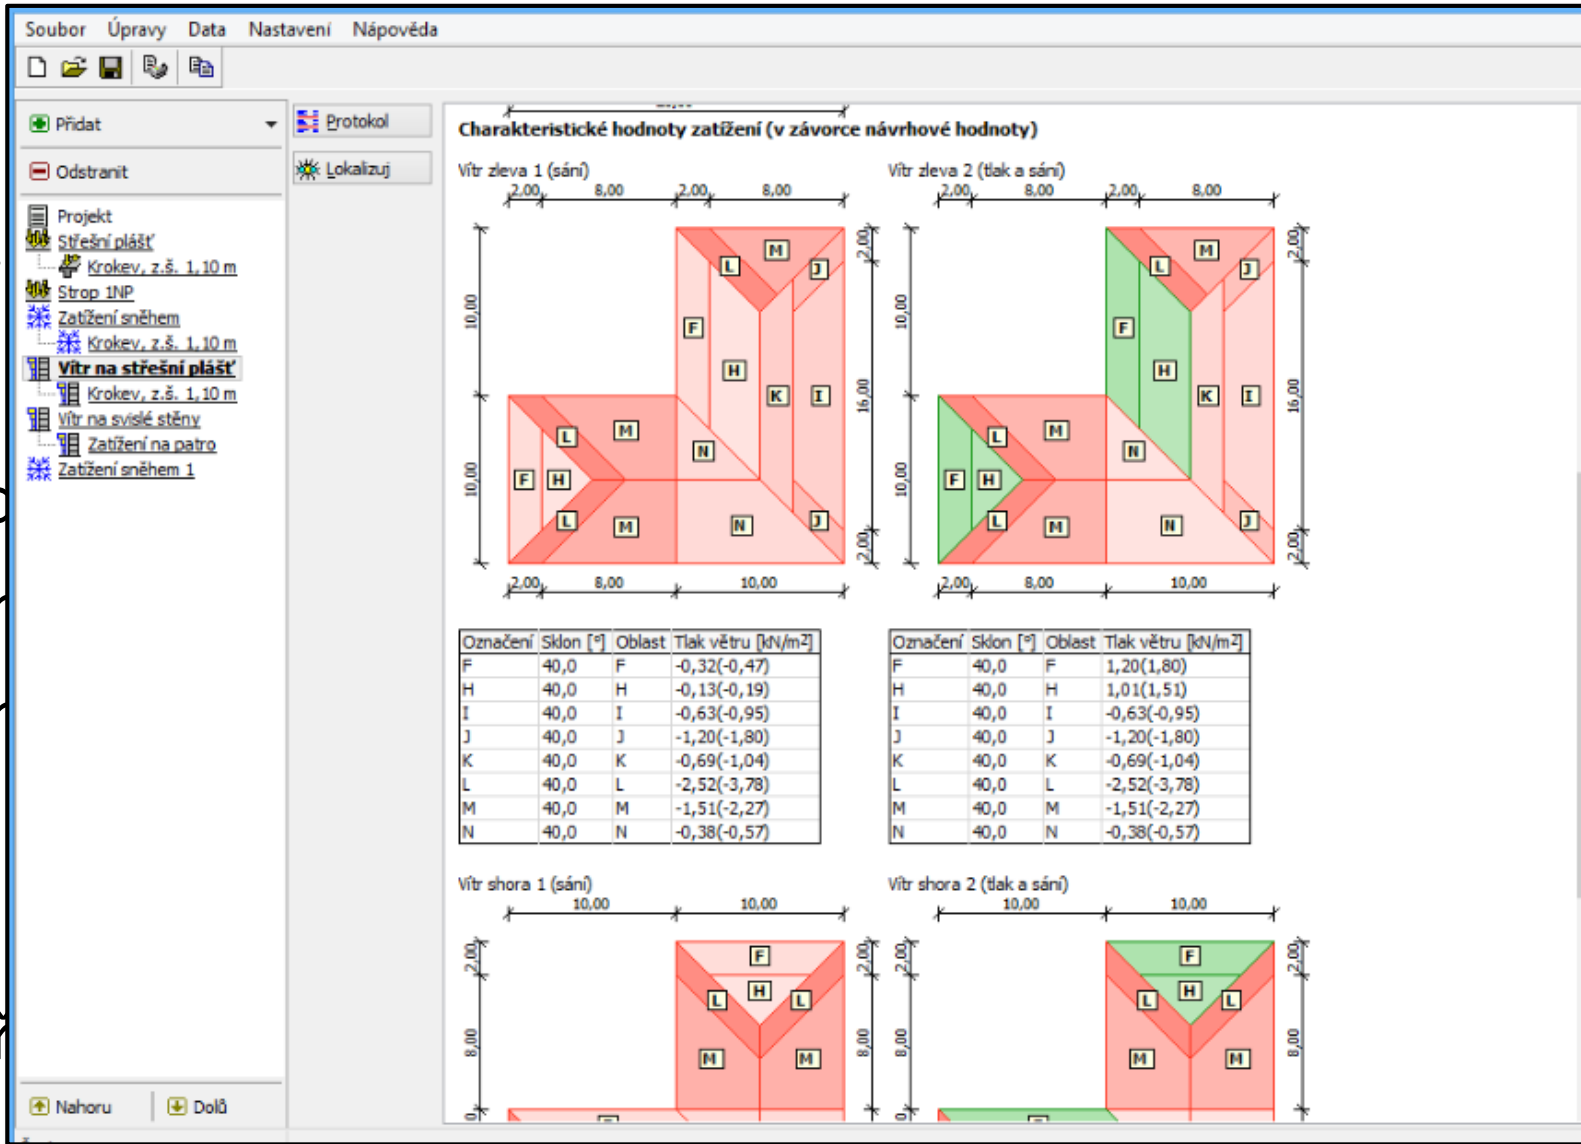 Soubor Úpravy Data Nastavení Nápověda
Přidat
Odstranit
Projekt
Střešní plášť
Krokev, z.š. 1,10 m
Strop 1NP
Zatížení sněhem
Krokev, z.š. 1,10 m
Vítr na střešní plášť
Krokev, z.š. 1,10 m
Vítr na svislé stěny
Zatížení na patro
Zatížení sněhem 1
Nahoru Dolů
Protokol
Lokalizuj
Charakteristické hodnoty zatížení (v závorce návrhové hodnoty)
Vítr zleva 1 (sání)
2,00 8,00 2,00 8,00
M
L J
10,00
F
H
K I
L M
N
10,00
F H
L M N J
2,00
16,00
2,00
2,00 8,00 10,00
Označení Sklon [°] Oblast Tlak větru [kN/m2]
F 40,0 F -0,32(-0,47)
H 40,0 H -0,13(-0,19)
I 40,0 I -0,63(-0,95)
J 40,0 J -1,20(-1,80)
K 40,0 K -0,69(-1,04)
L 40,0 L -2,52(-3,78)
M 40,0 M -1,51(-2,27)
N 40,0 N -0,38(-0,57)
Vítr zleva 2 (tlak a sání)
2,00 8,00 2,00 8,00
M
L J
10,00
F
H
K I
L M
N
10,00
F H
L M N J
2,00
16,00
2,00
2,00 8,00 10,00
Označení Sklon [°] Oblast Tlak větru [kN/m2]
F 40,0 F 1,20(1,80)
H 40,0 H 1,01(1,51)
I 40,0 I -0,63(-0,95)
J 40,0 J -1,20(-1,80)
K 40,0 K -0,69(-1,04)
L 40,0 L -2,52(-3,78)
M 40,0 M -1,51(-2,27)
N 40,0 N -0,38(-0,57)
Vítr shora 1 (sání)
10,00 10,00
2,00 F 2,00
L H L
8,00 M M 8,00
Vítr shora 2 (tlak a sání)
10,00 10,00
2,00 F 2,00
L H L
8,00 M M 8,00